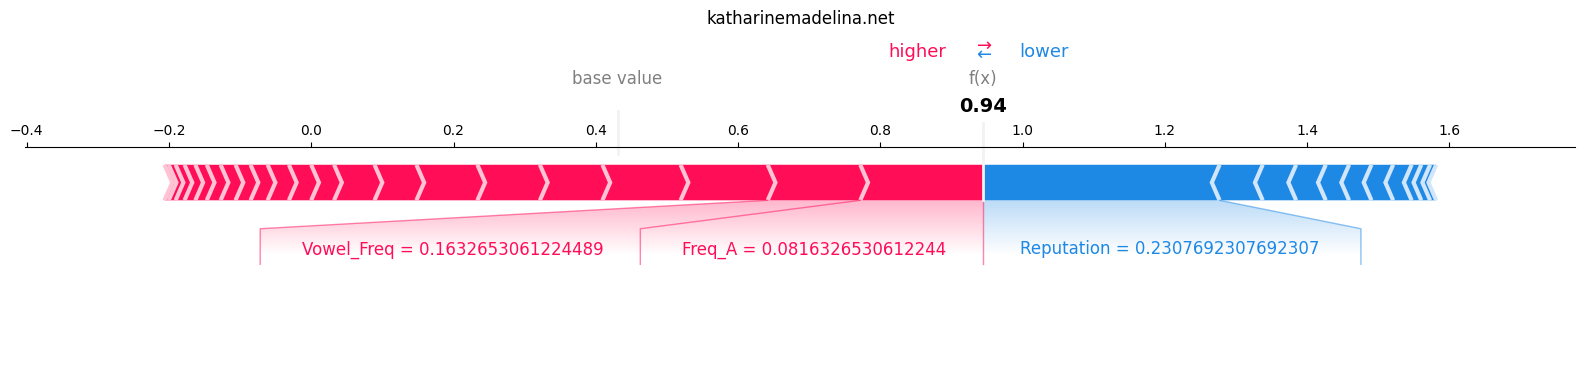 katharinemadelina.net
higher ⇄ lower
base value f(x)
0.94
−0.4 −0.2 0.0 0.2 0.4 0.6 0.8 1.0 1.2 1.4 1.6
Vowel_Freq = 0.1632653061224489 Freq_A = 0.0816326530612244 Reputation = 0.2307692307692307